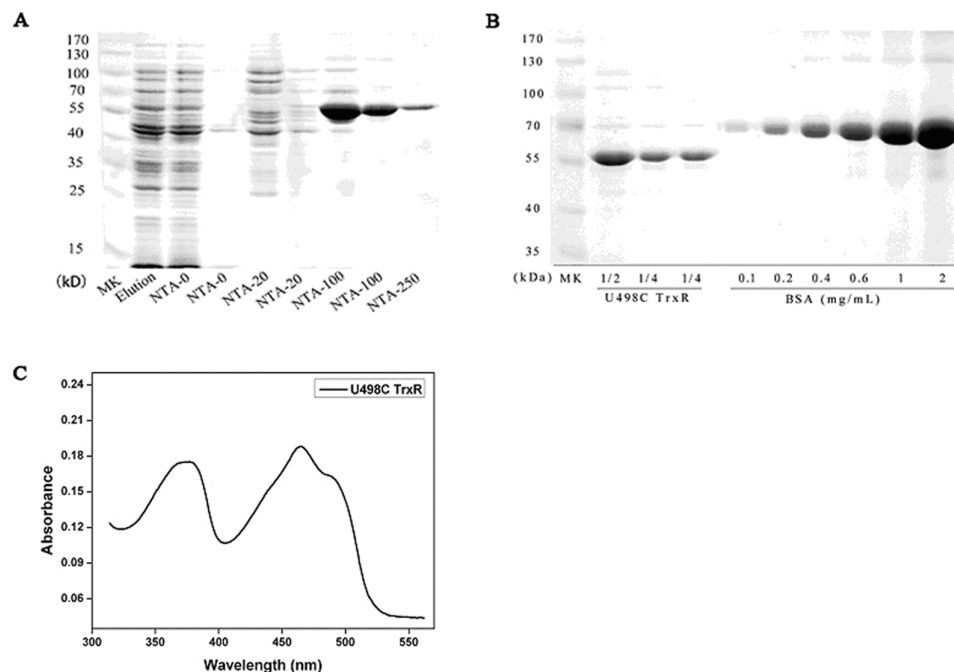 A
170
130
100
70
55
40
35
25
15
(kD)
MK
Elution
NTA-0
NTA-0
NTA-20
NTA-20
NTA-100
NTA-100
NTA-250
B
170
130
100
70
55
40
35
(kDa) MK 1/2 1/4 1/4 0.1 0.2 0.4 0.6 1 2
U498C TrxR BSA (mg/mL)
C
U498C TrxR
0.24
0.21
0.18
0.15
0.12
0.09
0.06
Absorbance
300 350 400 450 500 550
Wavelength (nm)